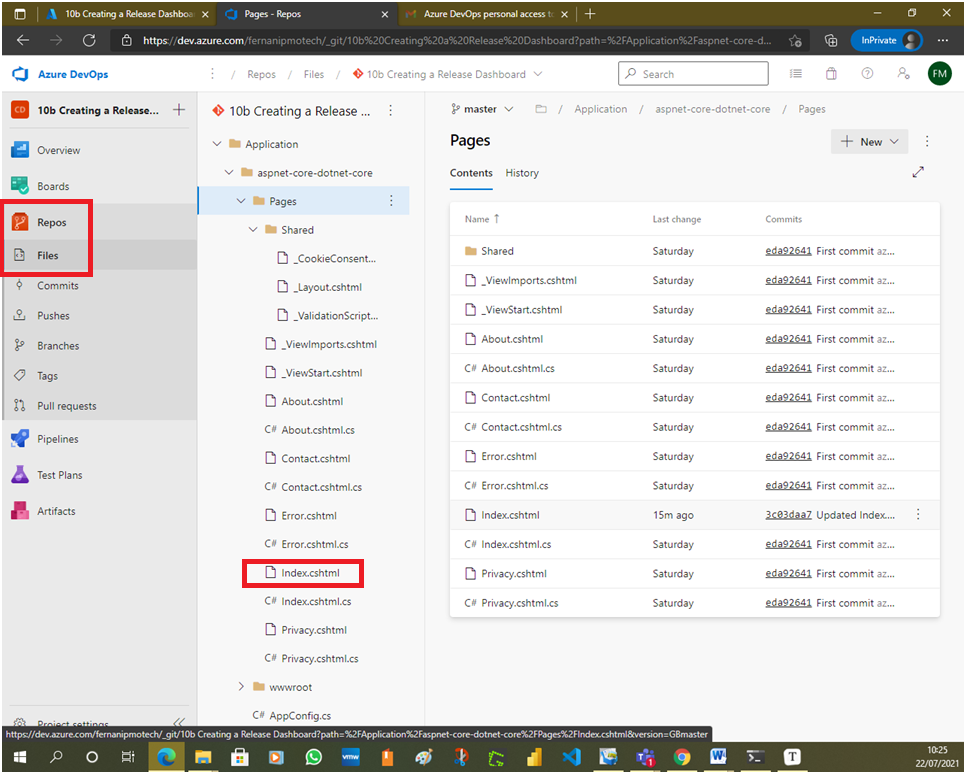 10b Creating a Release Dashboa
Pages - Repos
Azure DevOps personal access to
https://dev.azure.com/fernanipmotech/_git/10b%20Creating%20a%20Release%20Dashboard?path=%2FApplication%2Faspnet-core-d...
InPrivate
Azure DevOps
/ Repos / Files / 10b Creating a Release Dashboard
Search
FM
CD 10b Creating a Release...
Overview
Boards
Repos
Files
Commits
Pushes
Branches
Tags
Pull requests
Pipelines
Test Plans
Artifacts
Project settings
10b Creating a Release ...
Application
aspnet-core-dotnet-core
Pages
Shared
_CookieConsent...
_Layout.cshtml
_ValidationScript...
_ViewImports.cshtml
_ViewStart.cshtml
About.cshtml
C# About.cshtml.cs
Contact.cshtml
C# Contact.cshtml.cs
Error.cshtml
C# Error.cshtml.cs
Index.cshtml
C# Index.cshtml.cs
Privacy.cshtml
C# Privacy.cshtml.cs
wwwroot
C# AppConfig.cs
master / Application / aspnet-core-dotnet-core / Pages
Pages
New
Contents History
Name ↑ Last change Commits
Shared Saturday eda92641 First commit az...
_ViewImports.cshtml Saturday eda92641 First commit az...
_ViewStart.cshtml Saturday eda92641 First commit az...
About.cshtml Saturday eda92641 First commit az...
C# About.cshtml.cs Saturday eda92641 First commit az...
Contact.cshtml Saturday eda92641 First commit az...
C# Contact.cshtml.cs Saturday eda92641 First commit az...
Error.cshtml Saturday eda92641 First commit az...
C# Error.cshtml.cs Saturday eda92641 First commit az...
Index.cshtml 15m ago 3c03daa7 Updated Index....
C# Index.cshtml.cs Saturday eda92641 First commit az...
Privacy.cshtml Saturday eda92641 First commit az...
C# Privacy.cshtml.cs Saturday eda92641 First commit az...
https://dev.azure.com/fernanipmotech/_git/10b Creating a Release Dashboard?path=%2FApplication%2Faspnet-core-dotnet-core%2FPages%2FIndex.cshtml&version=GBmaster
vmw
1
W
T
10:25
22/07/2021